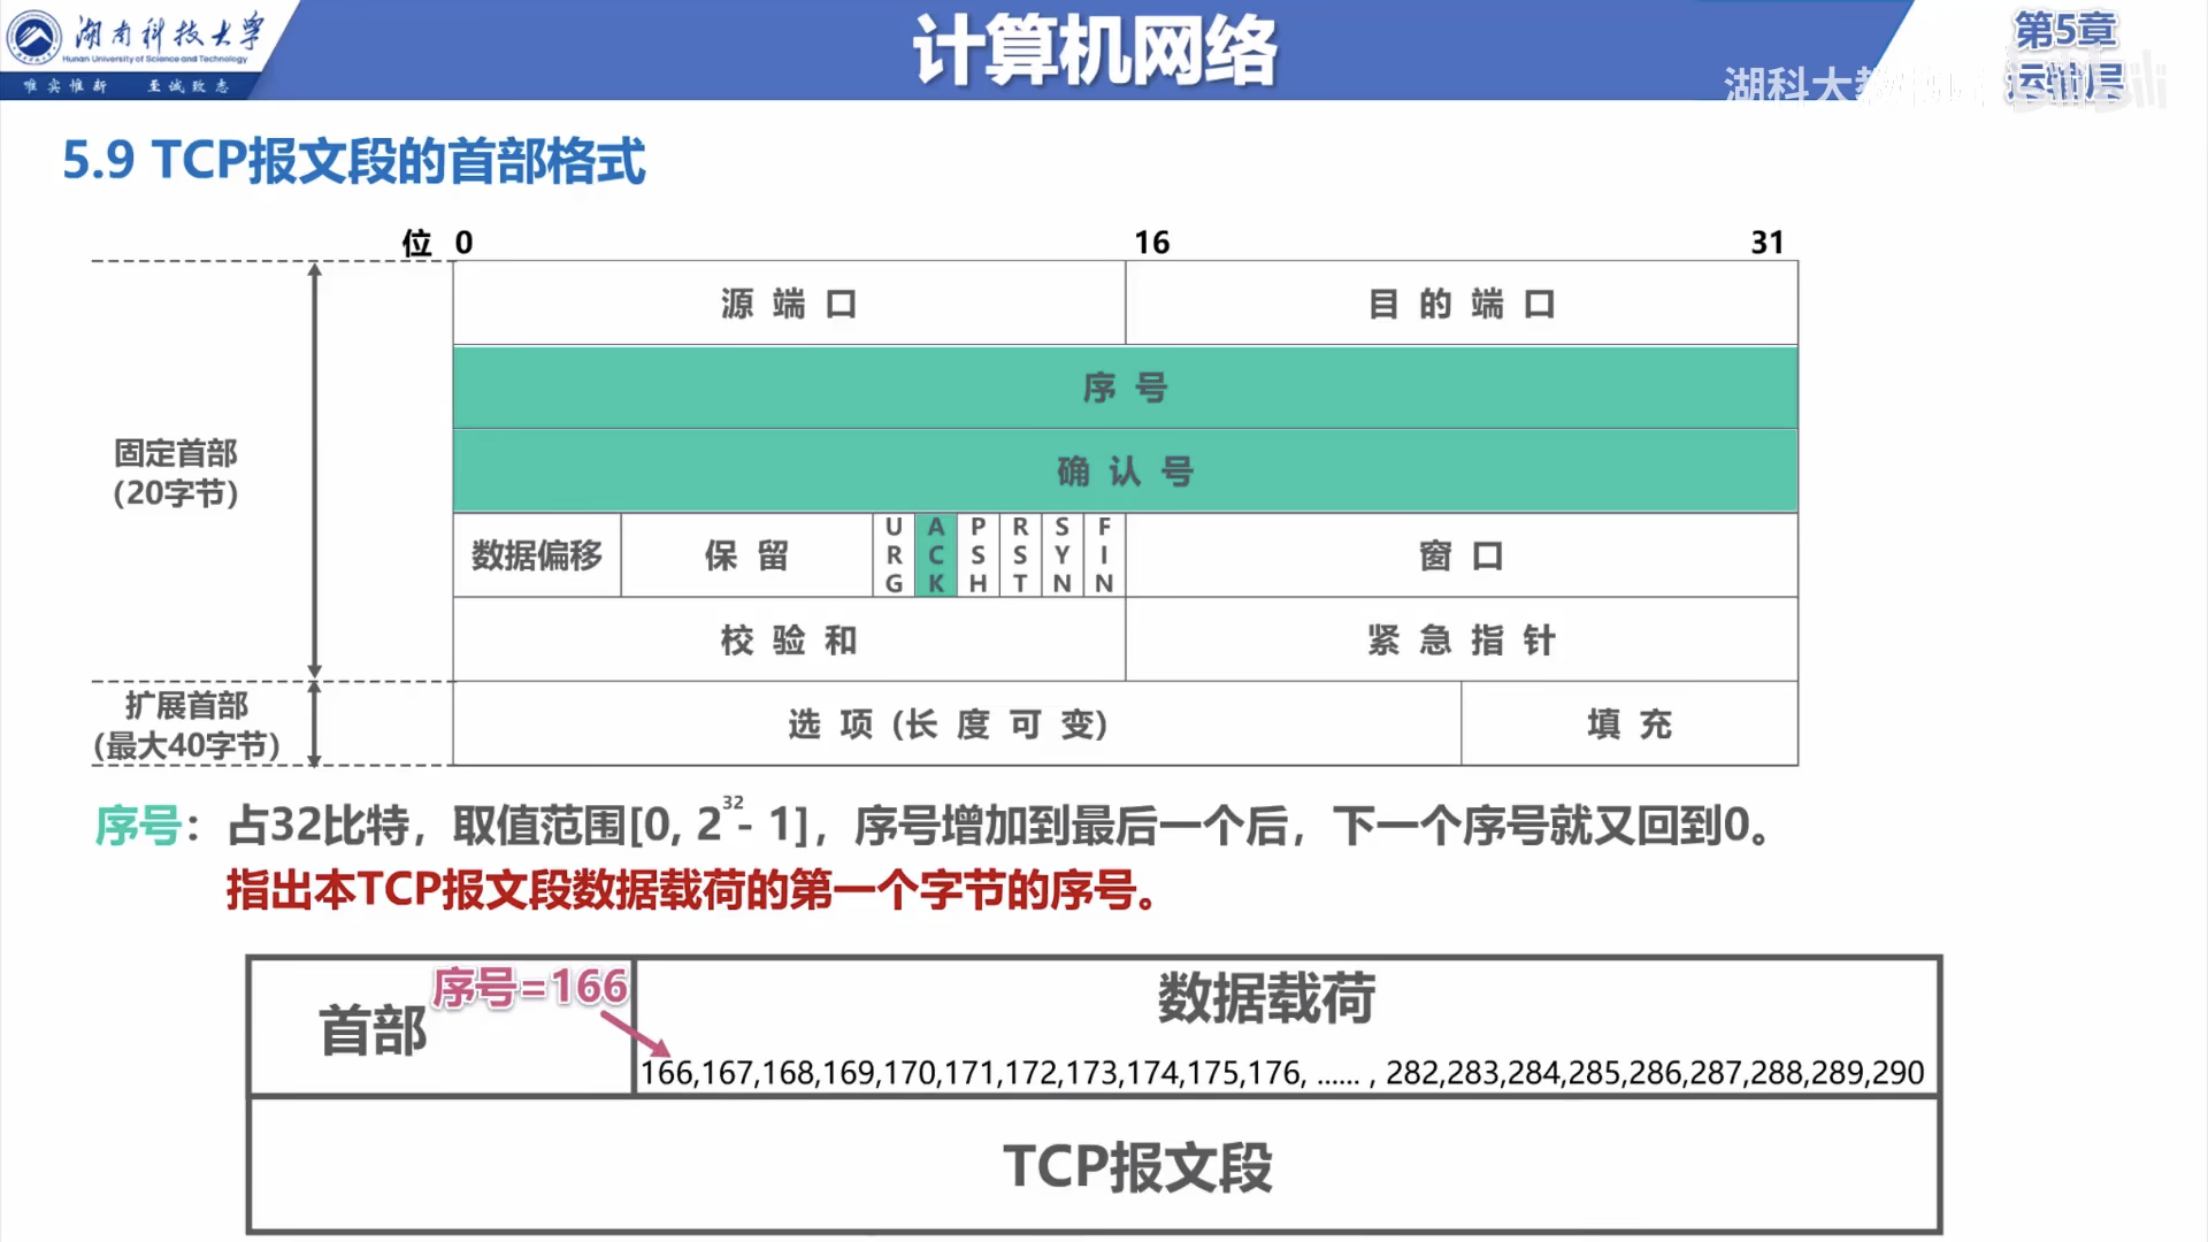 湖南科技大学
Hunan University of Science and Technology
唯实惟新 至诚致志
计算机网络
第5章
运输层
湖科大教
5.9 TCP报文段的首部格式
位 0 16 31
源 端 口 目 的 端 口
序 号
固定首部
(20字节)
确 认 号
数据偏移 保 留 URG ACK PSH RST SYN FIN 窗 口
校 验 和 紧 急 指 针
扩展首部
(最大40字节)
选 项 (长 度 可 变) 填 充
序号：占32比特，取值范围[0, 2^32 - 1]，序号增加到最后一个后，下一个序号就又回到0。
指出本TCP报文段数据载荷的第一个字节的序号。
首部 序号=166 数据载荷
166,167,168,169,170,171,172,173,174,175,176, ...... , 282,283,284,285,286,287,288,289,290
TCP报文段